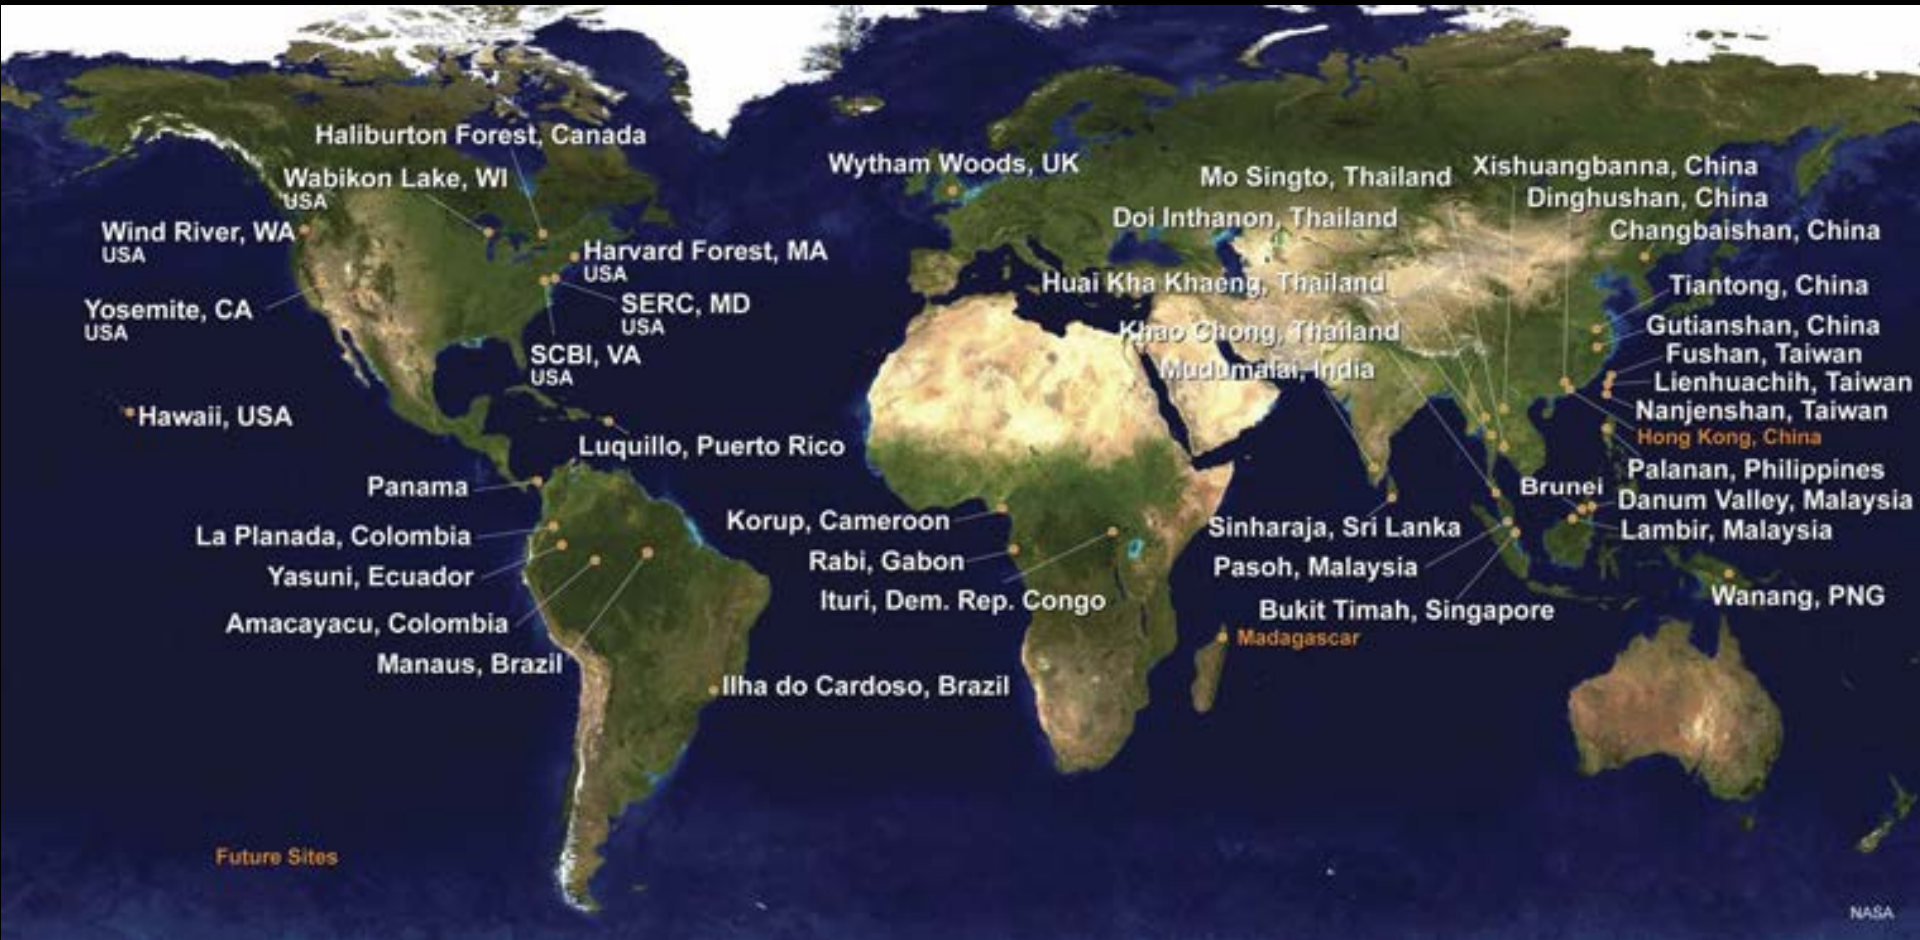 Haliburton Forest, Canada
Wabikon Lake, WI
USA
Wind River, WA
USA
Harvard Forest, MA
USA
Yosemite, CA
USA
SERC, MD
USA
SCBI, VA
USA
Hawaii, USA
Luquillo, Puerto Rico
Panama
La Planada, Colombia
Yasuni, Ecuador
Amacayacu, Colombia
Manaus, Brazil
Ilha do Cardoso, Brazil
Wytham Woods, UK
Korup, Cameroon
Rabi, Gabon
Ituri, Dem. Rep. Congo
Madagascar
Mo Singto, Thailand
Doi Inthanon, Thailand
Huai Kha Khaeng, Thailand
Khao Chong, Thailand
Mudumalai, India
Xishuangbanna, China
Dinghushan, China
Changbaishan, China
Tiantong, China
Gutianshan, China
Fushan, Taiwan
Lienhuachih, Taiwan
Nanjenshan, Taiwan
Hong Kong, China
Palanan, Philippines
Brunei
Danum Valley, Malaysia
Lambir, Malaysia
Sinharaja, Sri Lanka
Pasoh, Malaysia
Bukit Timah, Singapore
Wanang, PNG
Future Sites
NASA